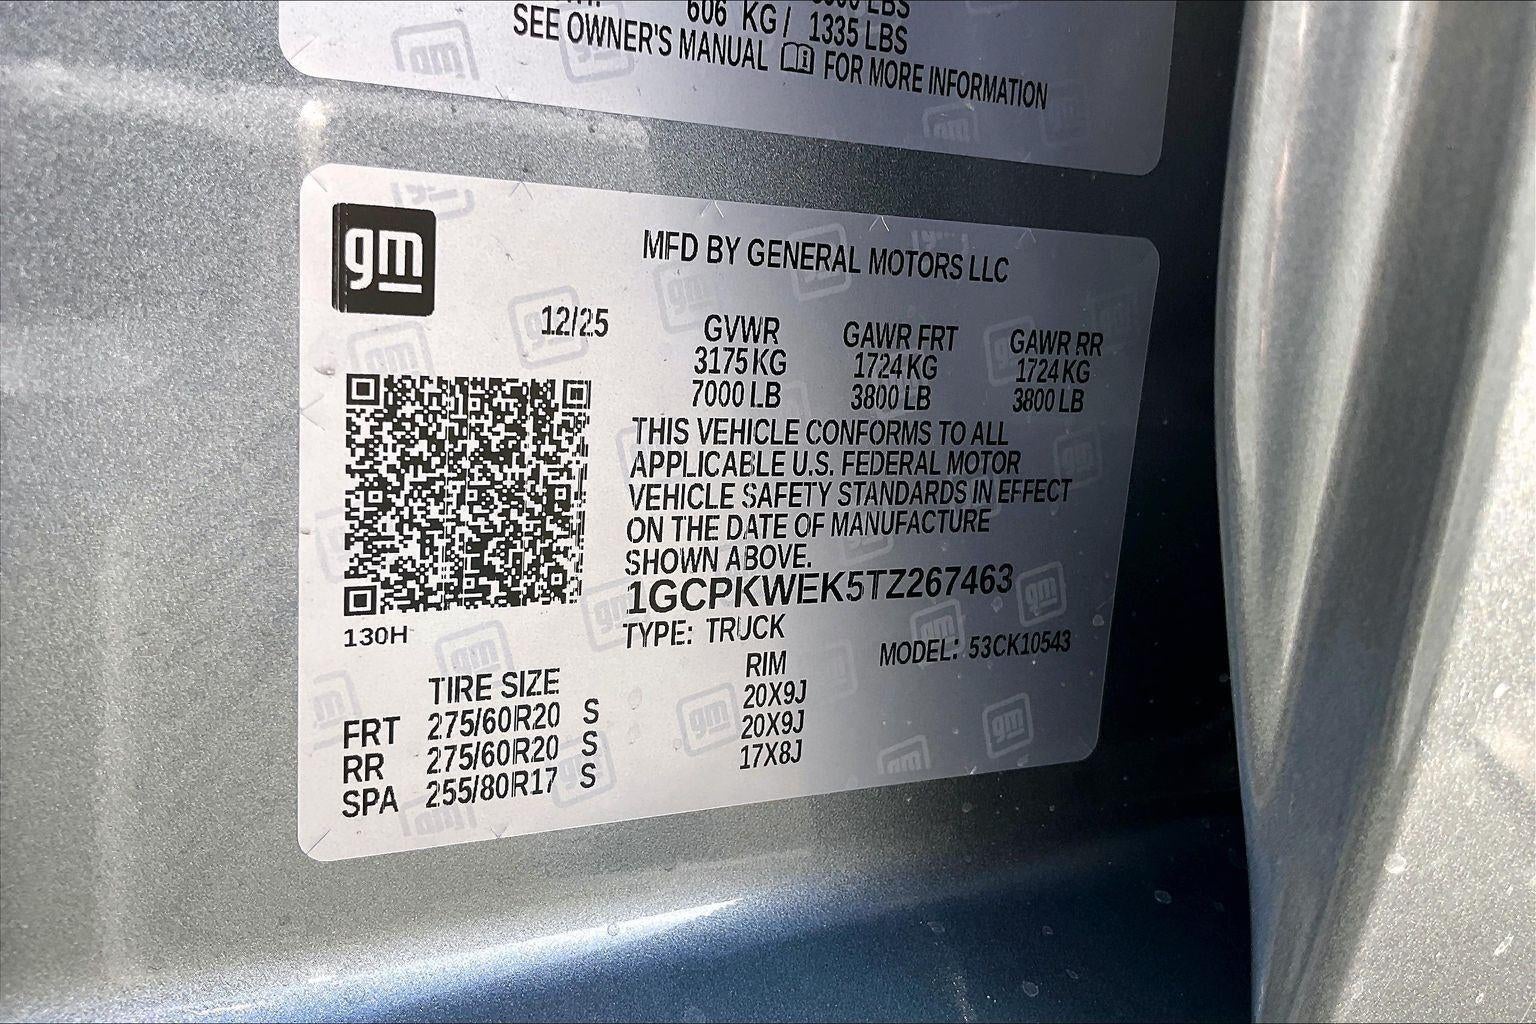 606 KG / 1335 LBS
SEE OWNER'S MANUAL FOR MORE INFORMATION
gm
MFD BY GENERAL MOTORS LLC
12/25
GVWR GAWR FRT GAWR RR
3175 KG 1724 KG 1724 KG
7000 LB 3800 LB 3800 LB
THIS VEHICLE CONFORMS TO ALL
APPLICABLE U.S. FEDERAL MOTOR
VEHICLE SAFETY STANDARDS IN EFFECT
ON THE DATE OF MANUFACTURE
SHOWN ABOVE.
1GCPKWEK5TZ267463
TYPE: TRUCK MODEL: 53CK10543
130H
TIRE SIZE RIM
FRT 275/60R20 S 20X9J
RR 275/60R20 S 20X9J
SPA 255/80R17 S 17X8J